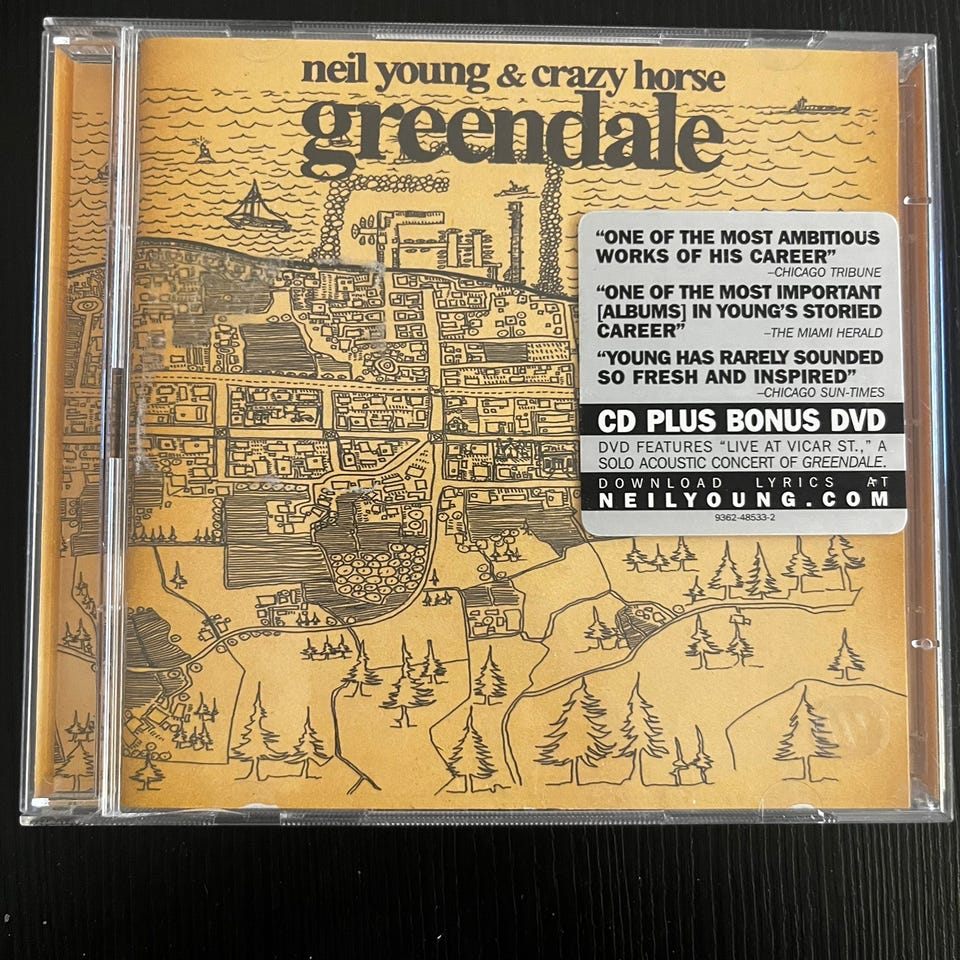 neil young & crazy horse
greendale
“ONE OF THE MOST AMBITIOUS
WORKS OF HIS CAREER”
–CHICAGO TRIBUNE
“ONE OF THE MOST IMPORTANT
[ALBUMS] IN YOUNG’S STORIED
CAREER”
–THE MIAMI HERALD
“YOUNG HAS RARELY SOUNDED
SO FRESH AND INSPIRED”
–CHICAGO SUN-TIMES
CD PLUS BONUS DVD
DVD FEATURES “LIVE AT VICAR ST.,” A
SOLO ACOUSTIC CONCERT OF GREENDALE.
DOWNLOAD LYRICS AT
NEILYOUNG.COM
9362-48533-2